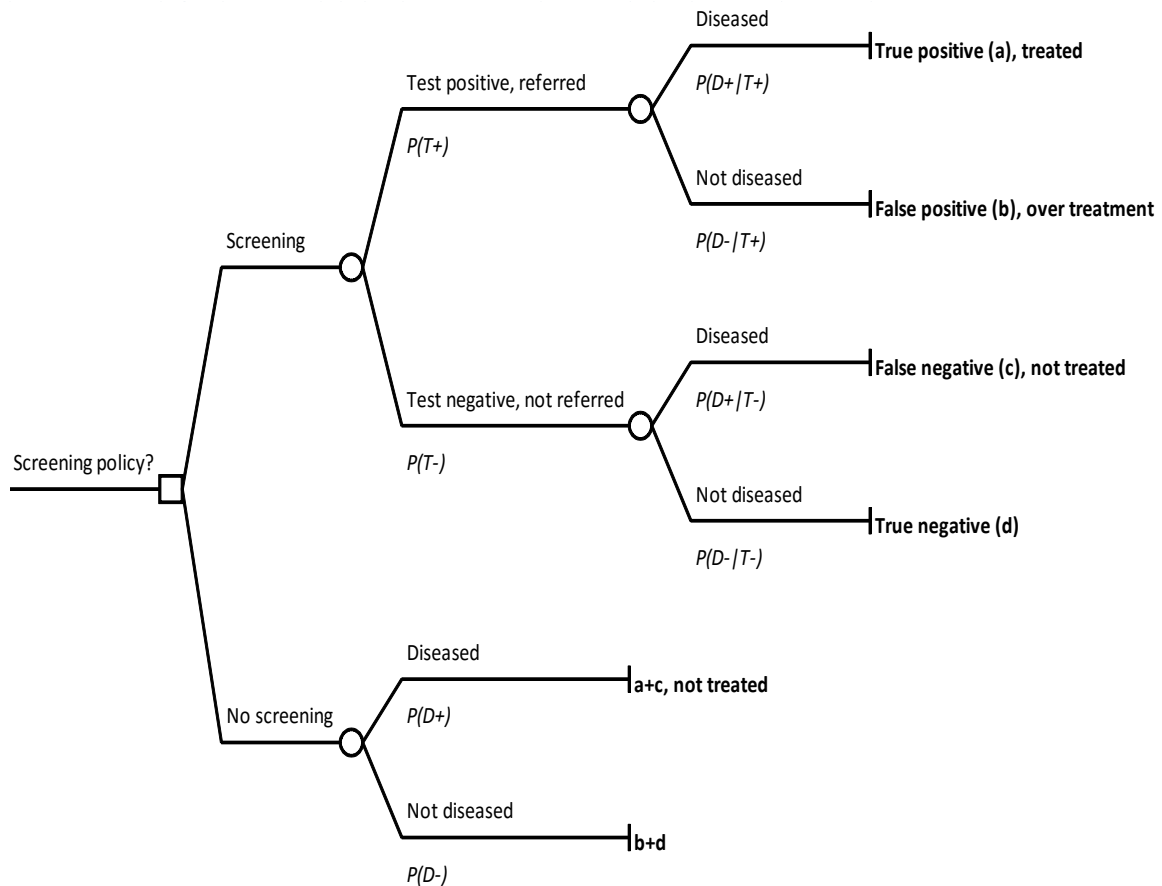 Diseased
True positive (a), treated
Test positive, referred
P(D+|T+)
P(T+)
Not diseased
False positive (b), over treatment
Screening
P(D-|T+)
Diseased
False negative (c), not treated
Test negative, not referred
P(D+|T-)
Screening policy?
P(T-)
Not diseased
True negative (d)
P(D-|T-)
Diseased
a+c, not treated
No screening
P(D+)
Not diseased
b+d
P(D-)